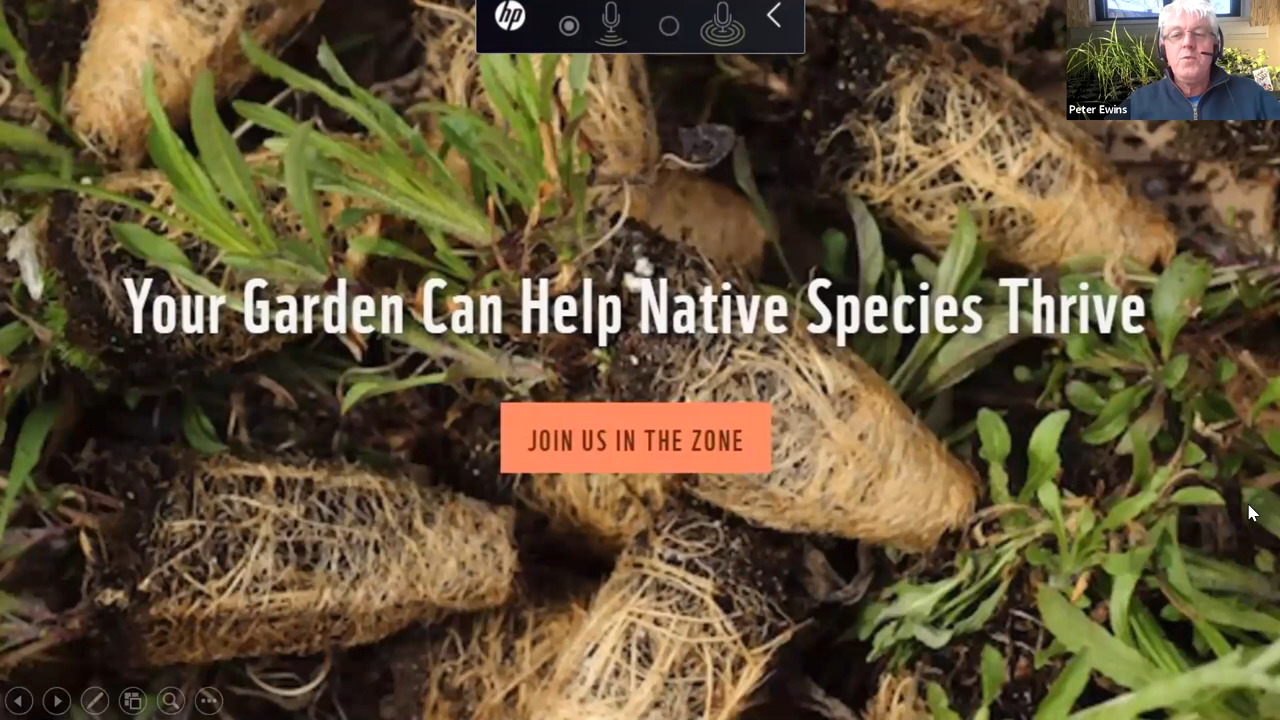 hp
Peter Ewins
Your Garden Can Help Native Species Thrive
JOIN US IN THE ZONE